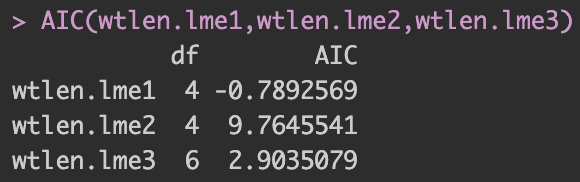 > AIC(wtlen.lme1,wtlen.lme2,wtlen.lme3)
df AIC
wtlen.lme1 4 -0.7892569
wtlen.lme2 4 9.7645541
wtlen.lme3 6 2.9035079